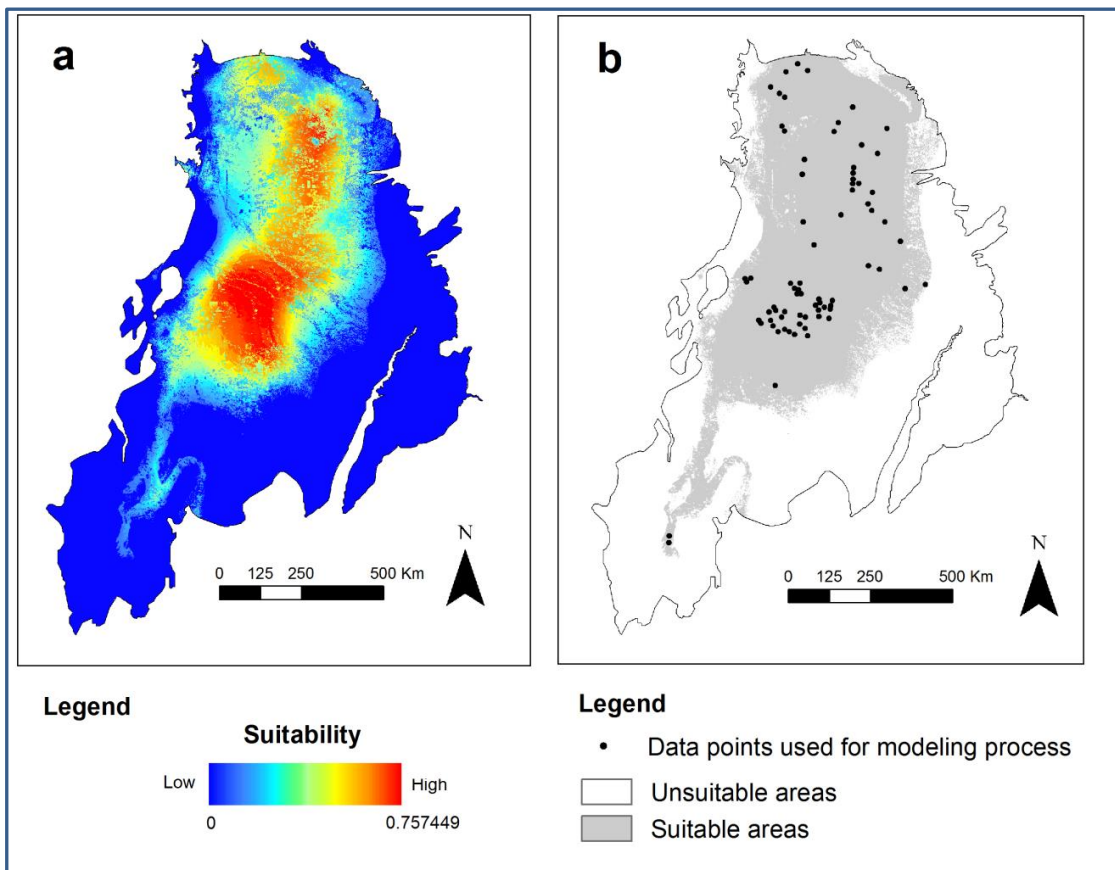 a
N
0 125 250 500 Km
b
N
0 125 250 500 Km
Legend
Suitability
Low High
0 0.757449
Legend
Data points used for modeling process
Unsuitable areas
Suitable areas